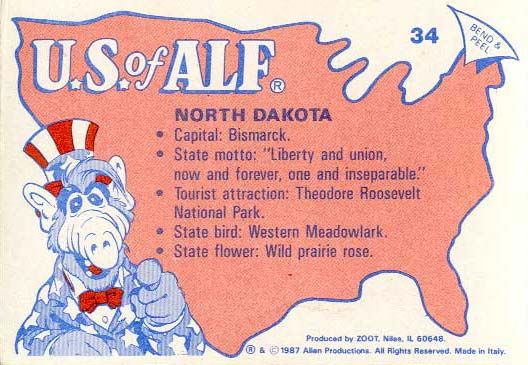 34
BEND &
PEEL
U.S. of ALF®
NORTH DAKOTA
• Capital: Bismarck.
• State motto: "Liberty and union,
now and forever, one and inseparable."
• Tourist attraction: Theodore Roosevelt
National Park.
• State bird: Western Meadowlark.
• State flower: Wild prairie rose.
Produced by ZOOT, Niles, IL 60648.
® & © 1987 Alien Productions. All Rights Reserved. Made in Italy.